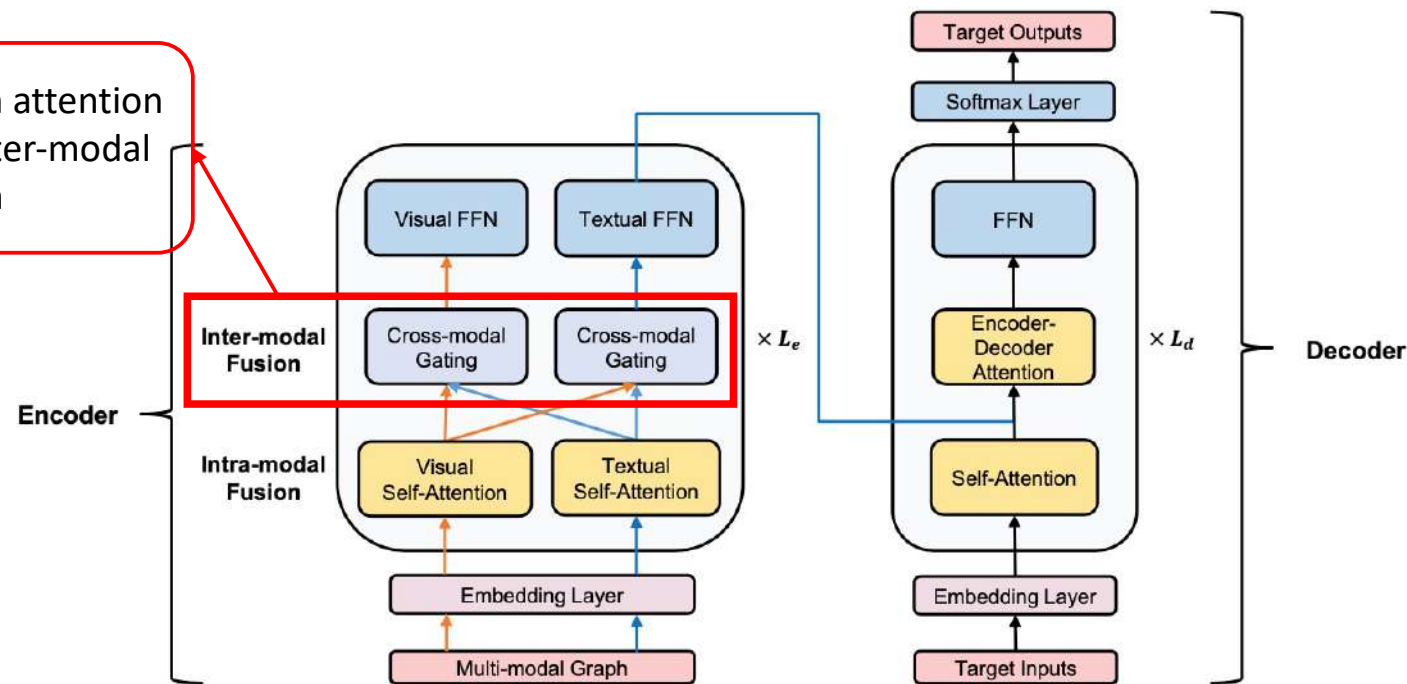 attention
ter-modal
Encoder
Inter-modal
Fusion
Intra-modal
Fusion
Visual FFN
Textual FFN
Cross-modal
Gating
Cross-modal
Gating
Visual
Self-Attention
Textual
Self-Attention
× Lₑ
Embedding Layer
Multi-modal Graph
Target Outputs
Softmax Layer
FFN
Encoder-
Decoder
Attention
Self-Attention
× L_d
Embedding Layer
Target Inputs
Decoder